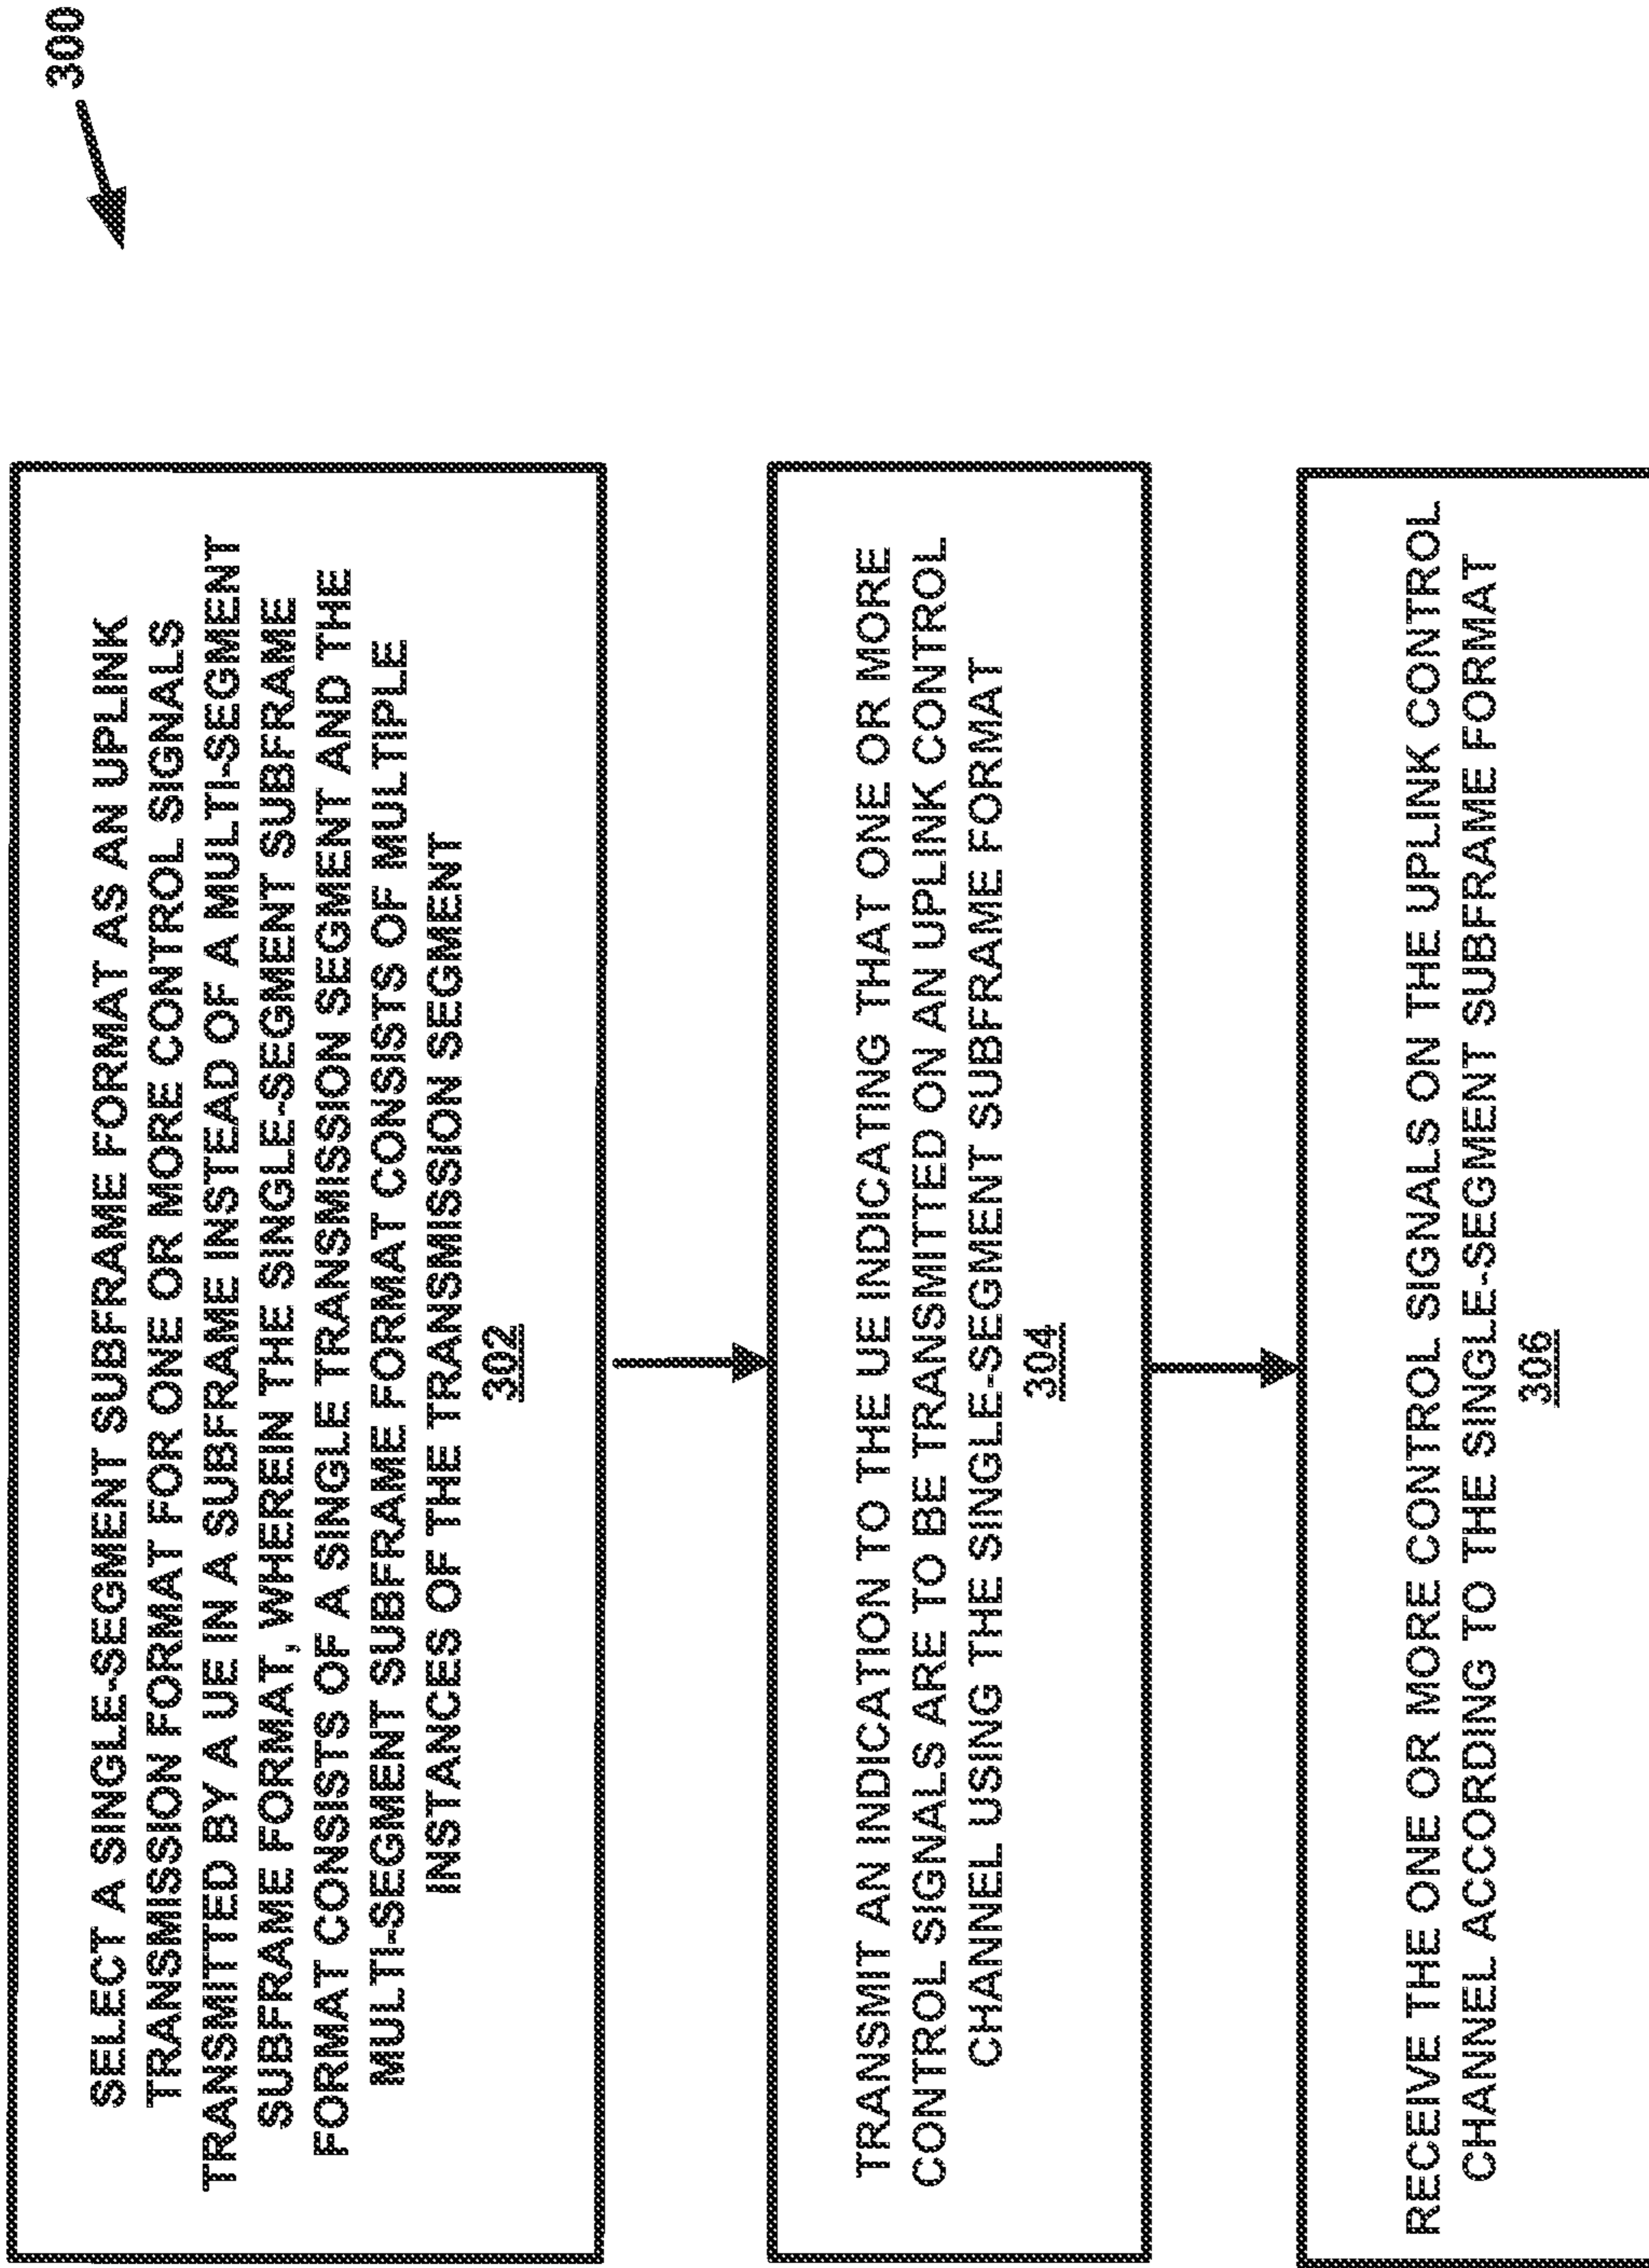 300
SELECT A SINGLE-SEGMENT SUBFRAME FORMAT AS AN UPLINK
TRANSMISSION FORMAT FOR ONE OR MORE CONTROL SIGNALS
TRANSMITTED BY A UE IN A SUBFRAME INSTEAD OF A MULTI-SEGMENT
SUBFRAME FORMAT, WHEREIN THE SINGLE-SEGMENT SUBFRAME
FORMAT CONSISTS OF A SINGLE TRANSMISSION SEGMENT AND THE
MULTI-SEGMENT SUBFRAME FORMAT CONSISTS OF MULTIPLE
INSTANCES OF THE TRANSMISSION SEGMENT
302
TRANSMIT AN INDICATION TO THE UE INDICATING THAT ONE OR MORE
CONTROL SIGNALS ARE TO BE TRANSMITTED ON AN UPLINK CONTROL
CHANNEL USING THE SINGLE-SEGMENT SUBFRAME FORMAT
304
RECEIVE THE ONE OR MORE CONTROL SIGNALS ON THE UPLINK CONTROL
CHANNEL ACCORDING TO THE SINGLE-SEGMENT SUBFRAME FORMAT
306